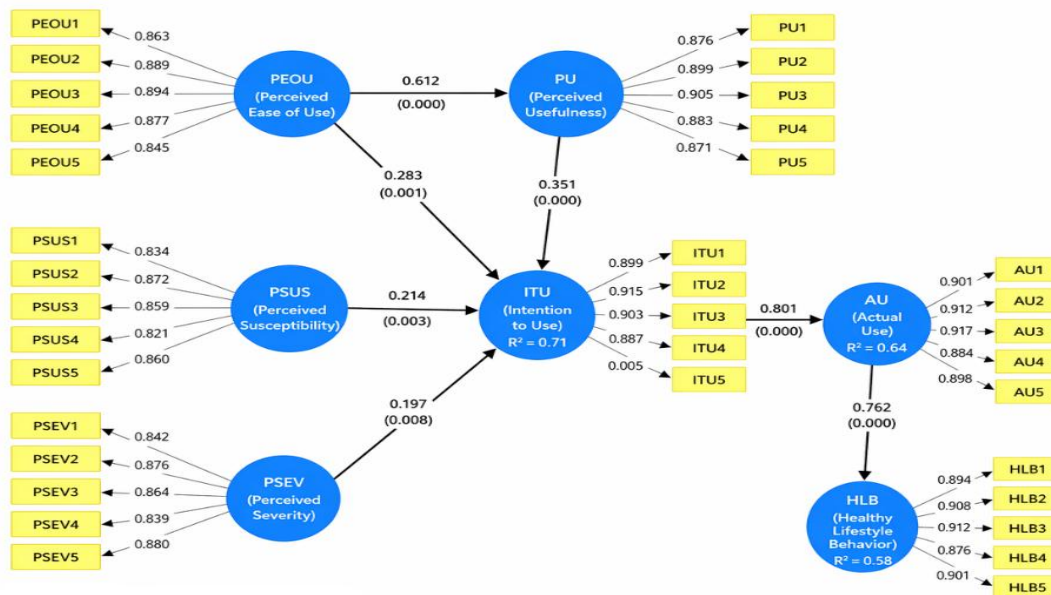 PEOU1
PEOU2
PEOU3
PEOU4
PEOU5
0.863
0.889
0.894
0.877
0.845
PEOU
(Perceived
Ease of Use)
0.612
(0.000)
PU
(Perceived
Usefulness)
0.876
0.899
0.905
0.883
0.871
PU1
PU2
PU3
PU4
PU5
0.283
(0.001)
0.351
(0.000)
PSUS1
PSUS2
PSUS3
PSUS4
PSUS5
0.834
0.872
0.859
0.821
0.860
PSUS
(Perceived
Susceptibility)
0.214
(0.003)
ITU
(Intention
to Use)
R² = 0.71
0.899
0.915
0.903
0.887
0.005
ITU1
ITU2
ITU3
ITU4
ITU5
0.801
(0.000)
AU
(Actual
Use)
R² = 0.64
0.901
0.912
0.917
0.884
0.898
AU1
AU2
AU3
AU4
AU5
PSEV1
PSEV2
PSEV3
PSEV4
PSEV5
0.842
0.876
0.864
0.839
0.880
PSEV
(Perceived
Severity)
0.197
(0.008)
0.762
(0.000)
HLB
(Healthy
Lifestyle
Behavior)
R² = 0.58
0.894
0.908
0.912
0.876
0.901
HLB1
HLB2
HLB3
HLB4
HLB5